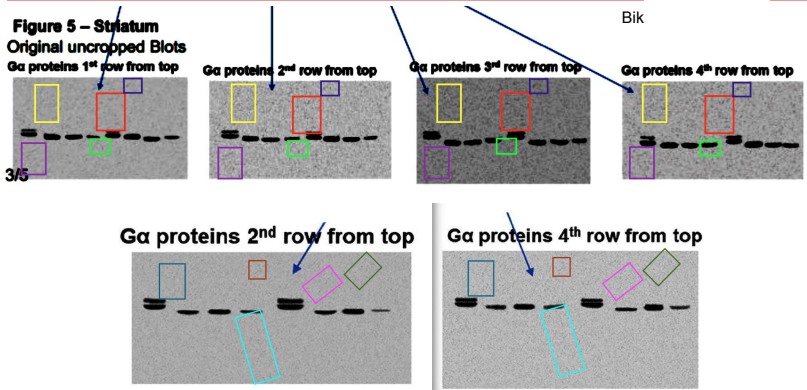 Bik
Figure 5 – Striatum
Original uncropped Blots
Gα proteins 1st row from top
Gα proteins 2nd row from top
Gα proteins 3rd row from top
Gα proteins 4th row from top
3/5
Gα proteins 2nd row from top
Gα proteins 4th row from top